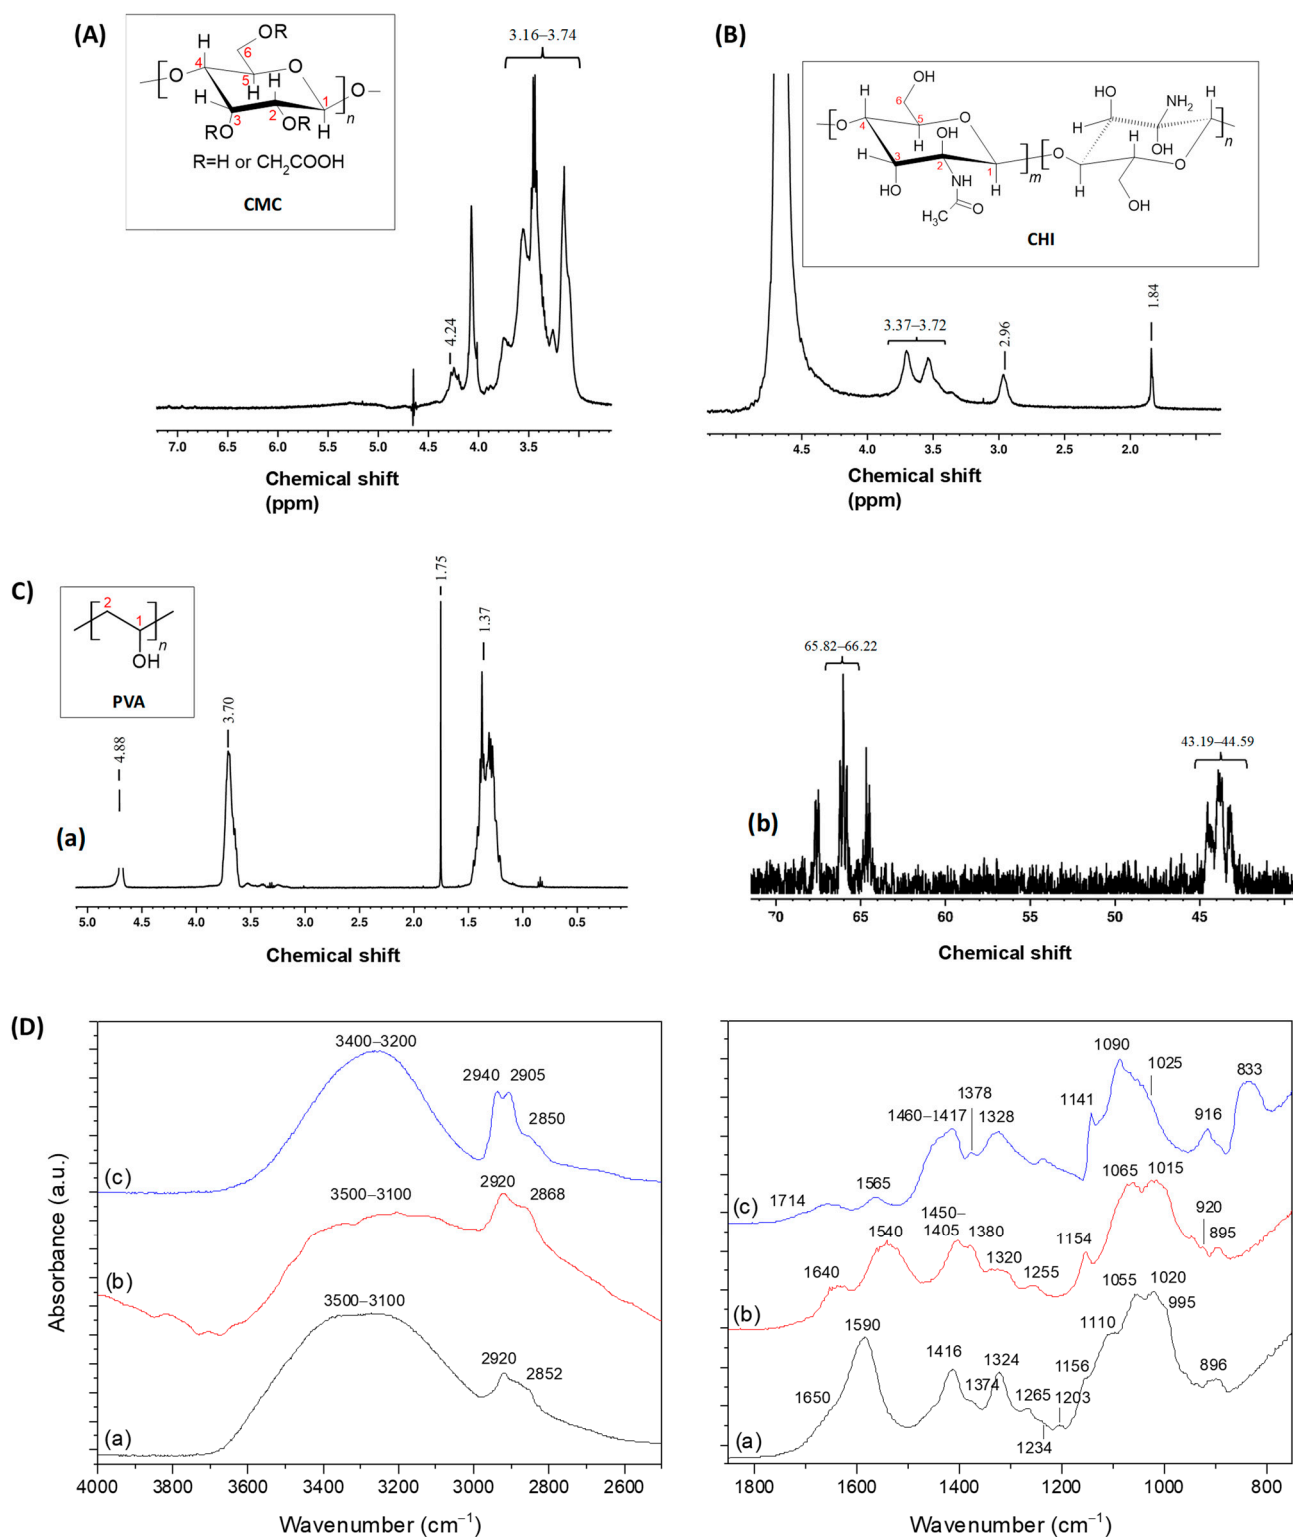 (A)
OR
H
6
4
O
O
5
H
H
1
O
H
3
2
n
RO
RO
H
R=H or CH2COOH
CMC
3.16–3.74
4.24
7.0 6.5 6.0 5.5 5.0 4.5 4.0 3.5 3.0
Chemical shift
(ppm)
(B)
OH
6
H
O
4
5
H
O
HO
3
2
1
H
HO
NH
H
m
H3C
O
HO
NH2
H
H
H
OH
n
O
O
H
OH
CHI
3.37–3.72
2.96
1.84
4.5 4.0 3.5 3.0 2.5 2.0
Chemical shift
(ppm)
C)
2
1
n
OH
PVA
4.88
3.70
1.75
1.37
(a)
5.0 4.5 4.0 3.5 3.0 2.5 2.0 1.5 1.0 0.5
Chemical shift
65.82–66.22
43.19–44.59
(b)
70 65 60 55 50 45
Chemical shift
(D)
Absorbance (a.u.)
3400–3200
2940 2905
2850
(c)
3500–3100
2920
2868
(b)
3500–3100
2920
2852
(a)
4000 3600 3200 2800 2400 2000 2500
Wavenumber (cm−1)
1090
1025
833
1378
1141
1460–1417 1328
916
1714
1565
(c)
1065 1015
1450–
1405
1540
1380
1154
920
895
1640
1320
1255
(b)
1055 1020
995
1110
1590
1416 1324
1156
896
1650
1374 1265 1203
1234
(a)
1800 1600 1400 1200 1000 800
Wavenumber (cm−1)